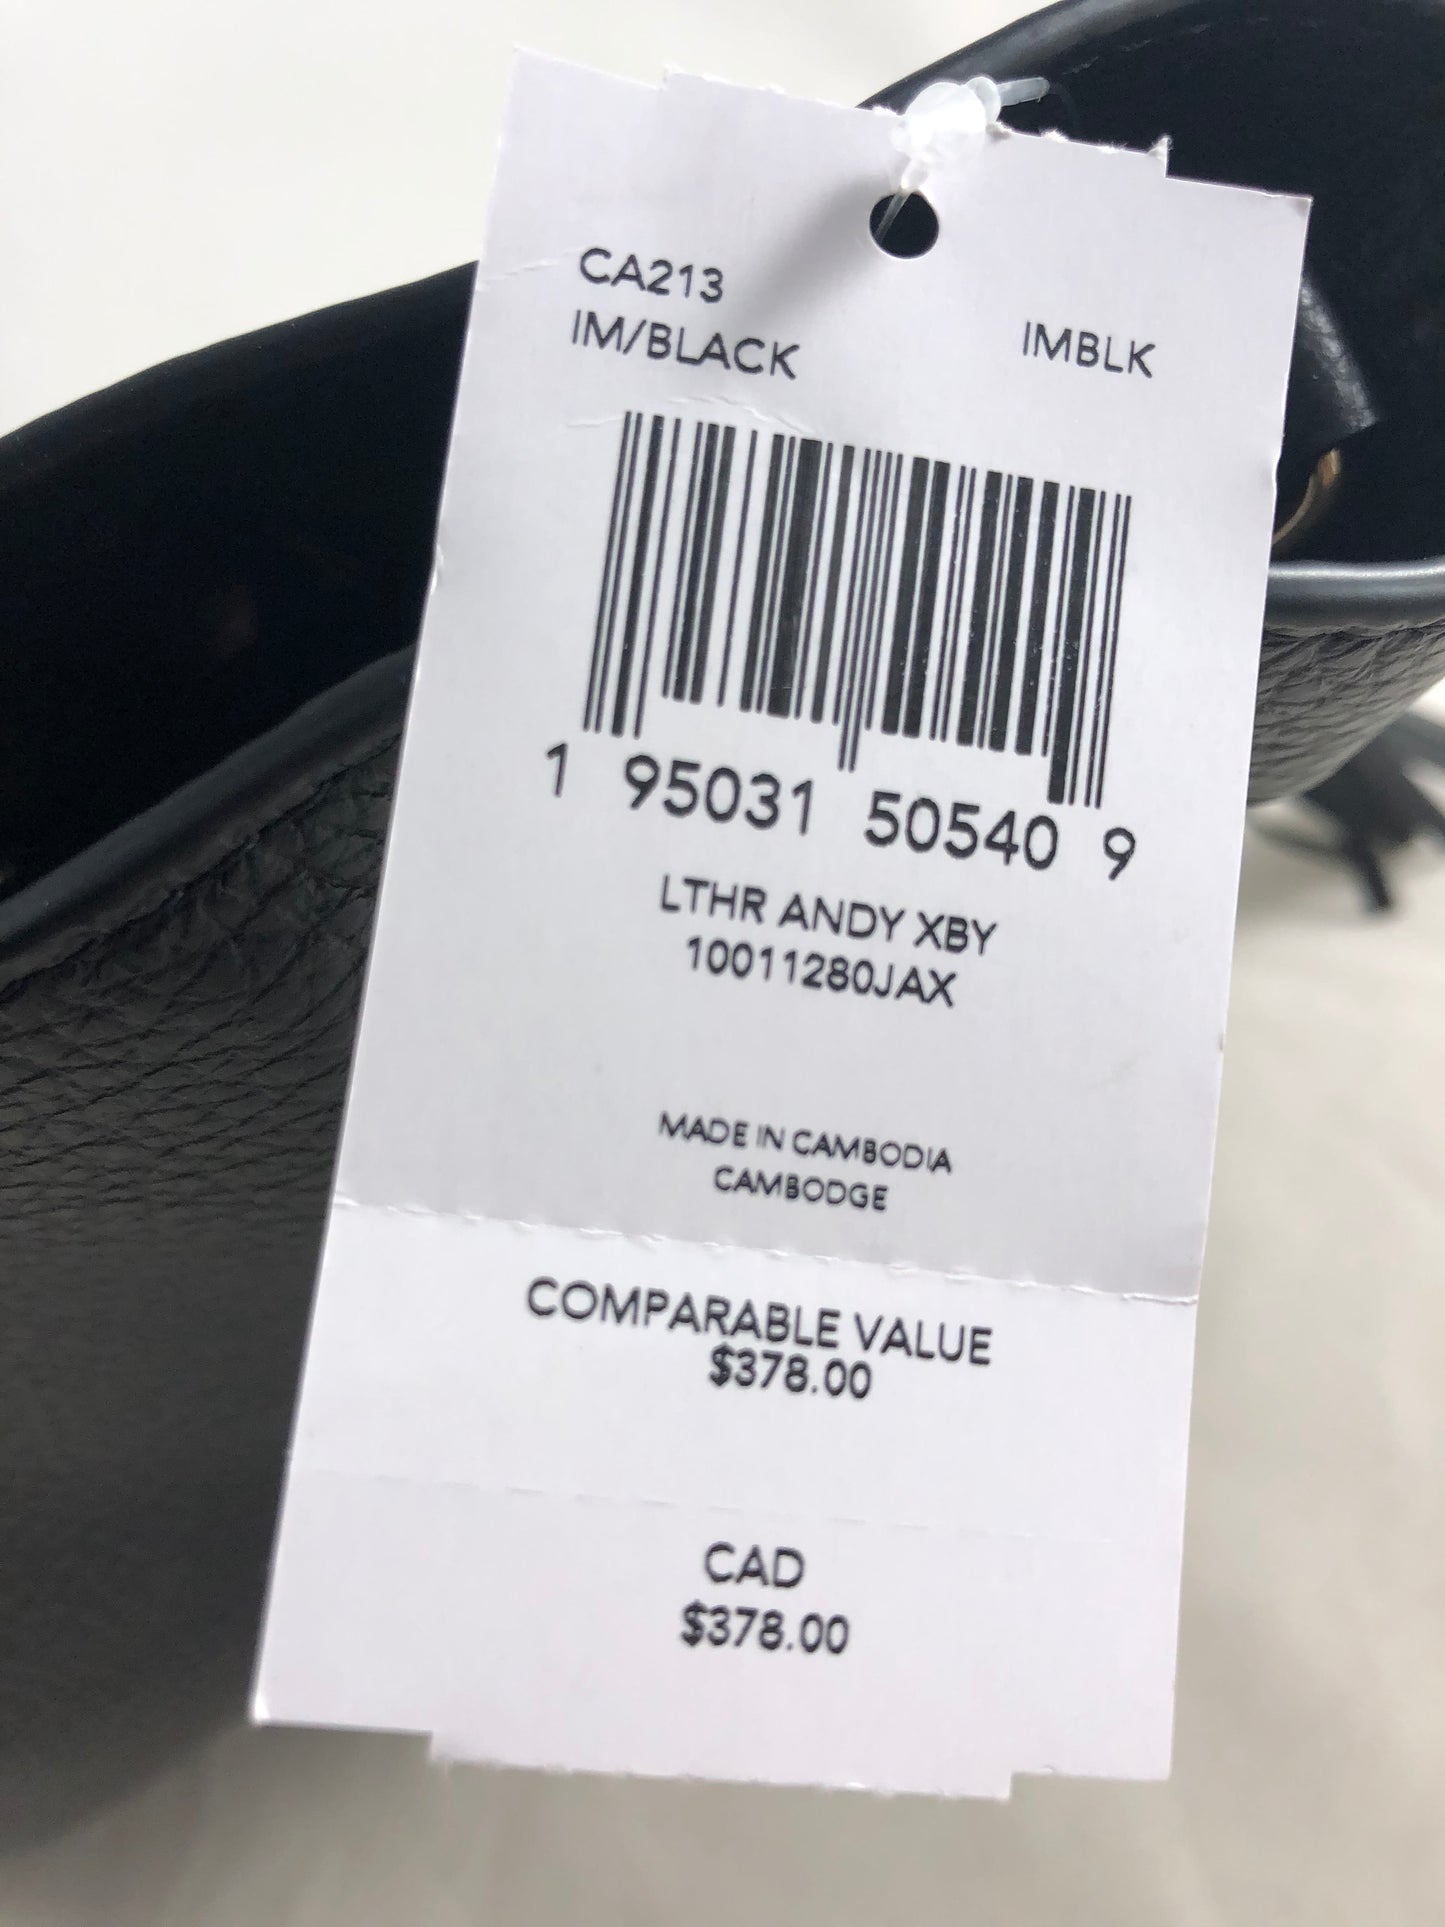 CA213
IM/BLACK IMBLK
1 95031 50540 9
LTHR ANDY XBY
10011280JAX
MADE IN CAMBODIA
CAMBODGE
COMPARABLE VALUE
$378.00
CAD
$378.00